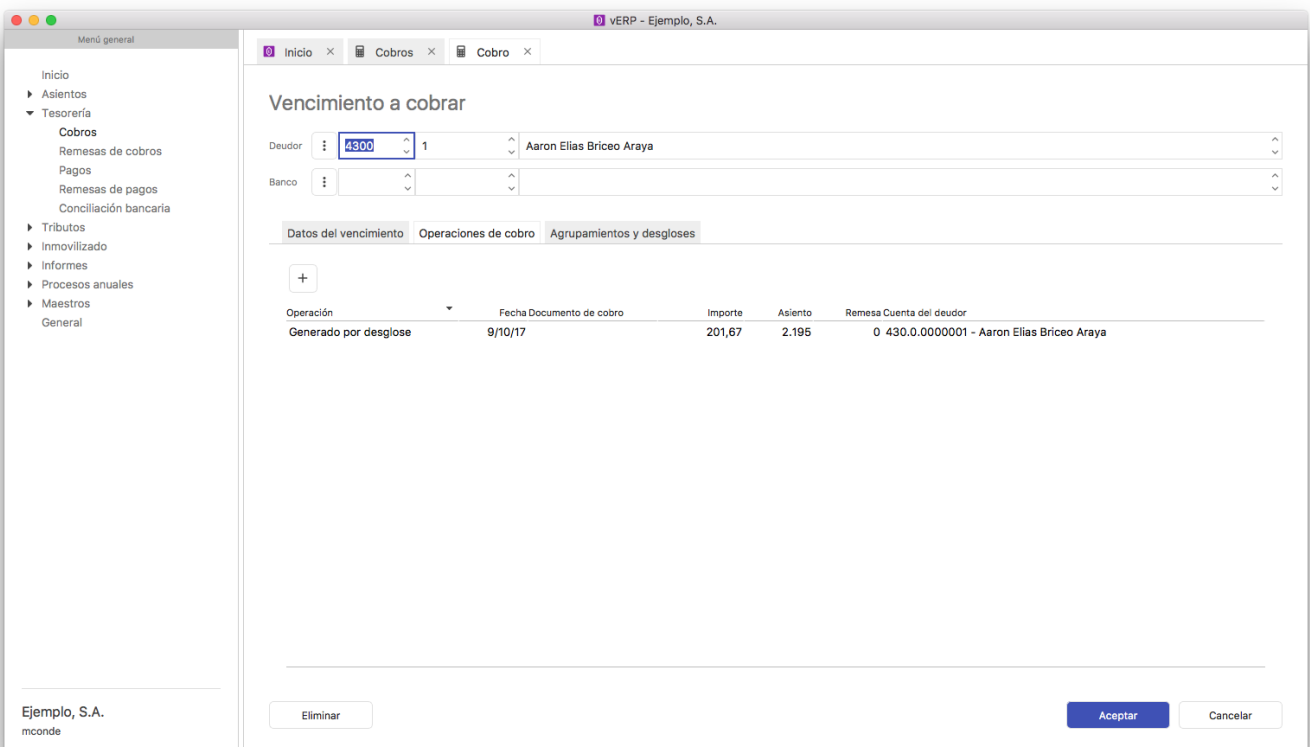 vERP - Ejemplo, S.A.
Menú general
Inicio
Asientos
Tesorería
Cobros
Remesas de cobros
Pagos
Remesas de pagos
Conciliación bancaria
Tributos
Inmovilizado
Informes
Procesos anuales
Maestros
General
Ejemplo, S.A.
mconde
Inicio × Cobros × Cobro ×
Vencimiento a cobrar
Deudor 4300 1 Aaron Elias Briceo Araya
Banco
Datos del vencimiento Operaciones de cobro Agrupamientos y desgloses
+
Operación Fecha Documento de cobro Importe Asiento Remesa Cuenta del deudor
Generado por desglose 9/10/17 201,67 2.195 0 430.0.0000001 - Aaron Elias Briceo Araya
Eliminar Aceptar Cancelar